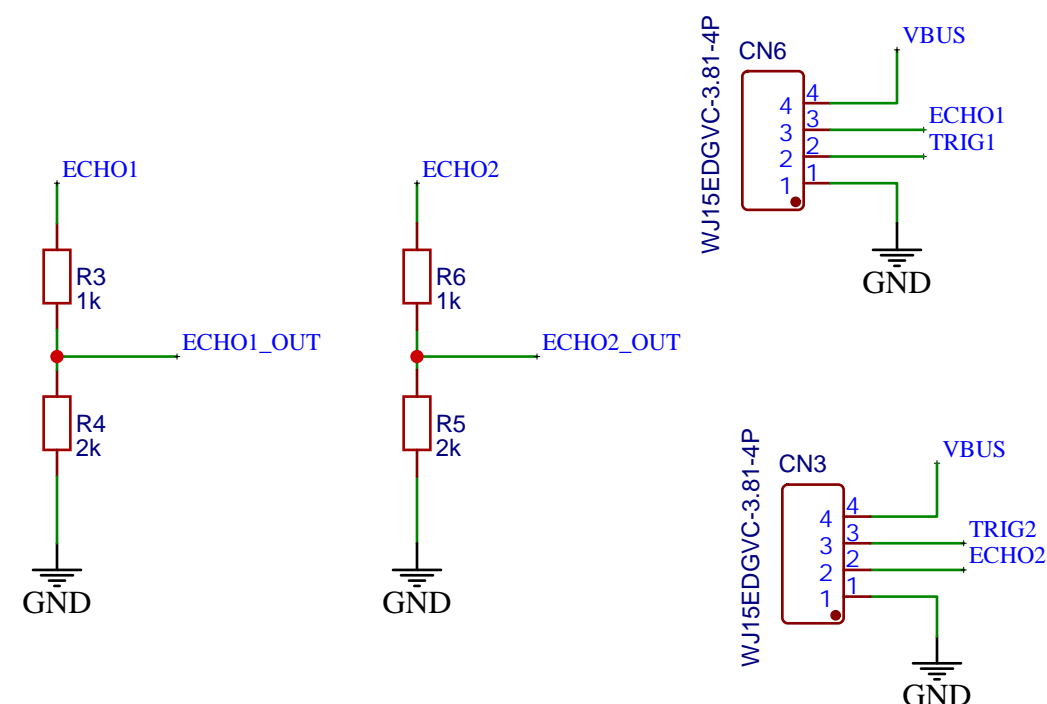 ECHO1
R3
1k
ECHO1_OUT
R4
2k
GND
ECHO2
R6
1k
ECHO2_OUT
R5
2k
GND
WJ15EDGVC-3.81-4P
CN6
VBUS
4 4
3 3 ECHO1
2 2 TRIG1
1 1
GND
WJ15EDGVC-3.81-4P
CN3
VBUS
4 4
3 3 TRIG2
2 2 ECHO2
1 1
GND